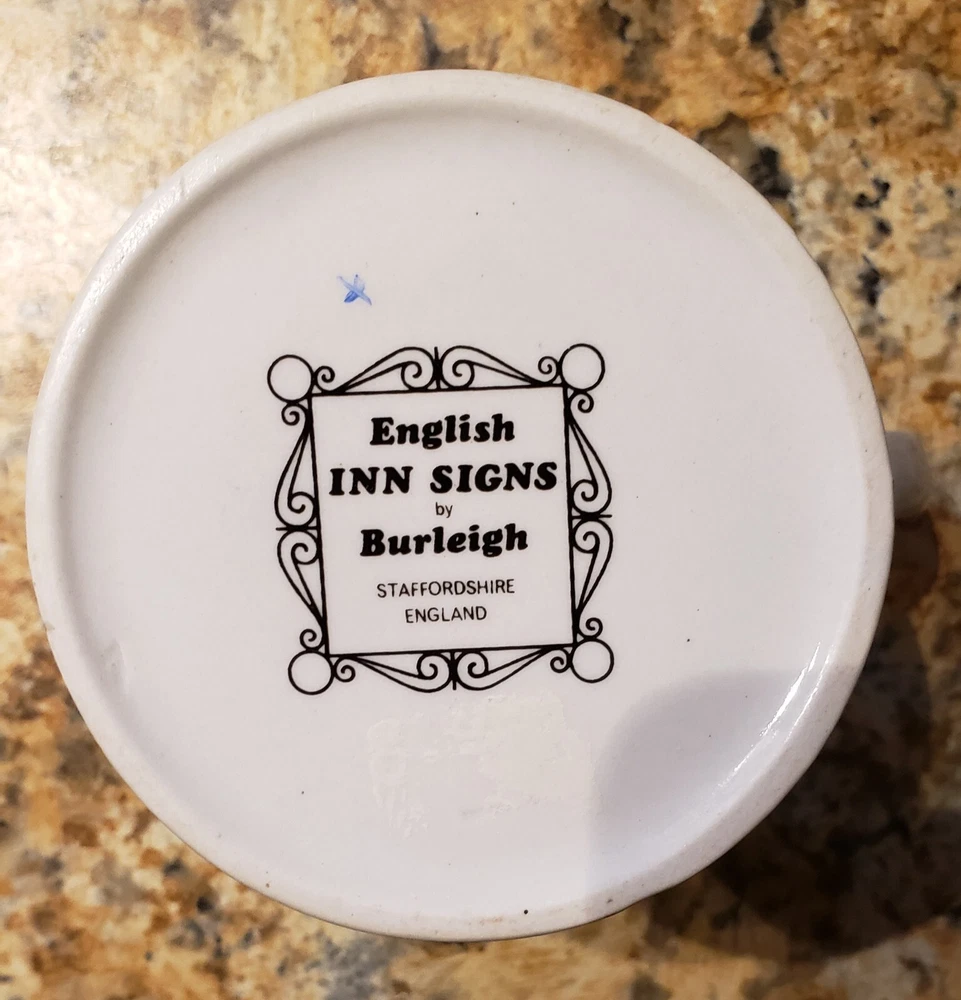 English
INN SIGNS
by
Burleigh
STAFFORDSHIRE
ENGLAND